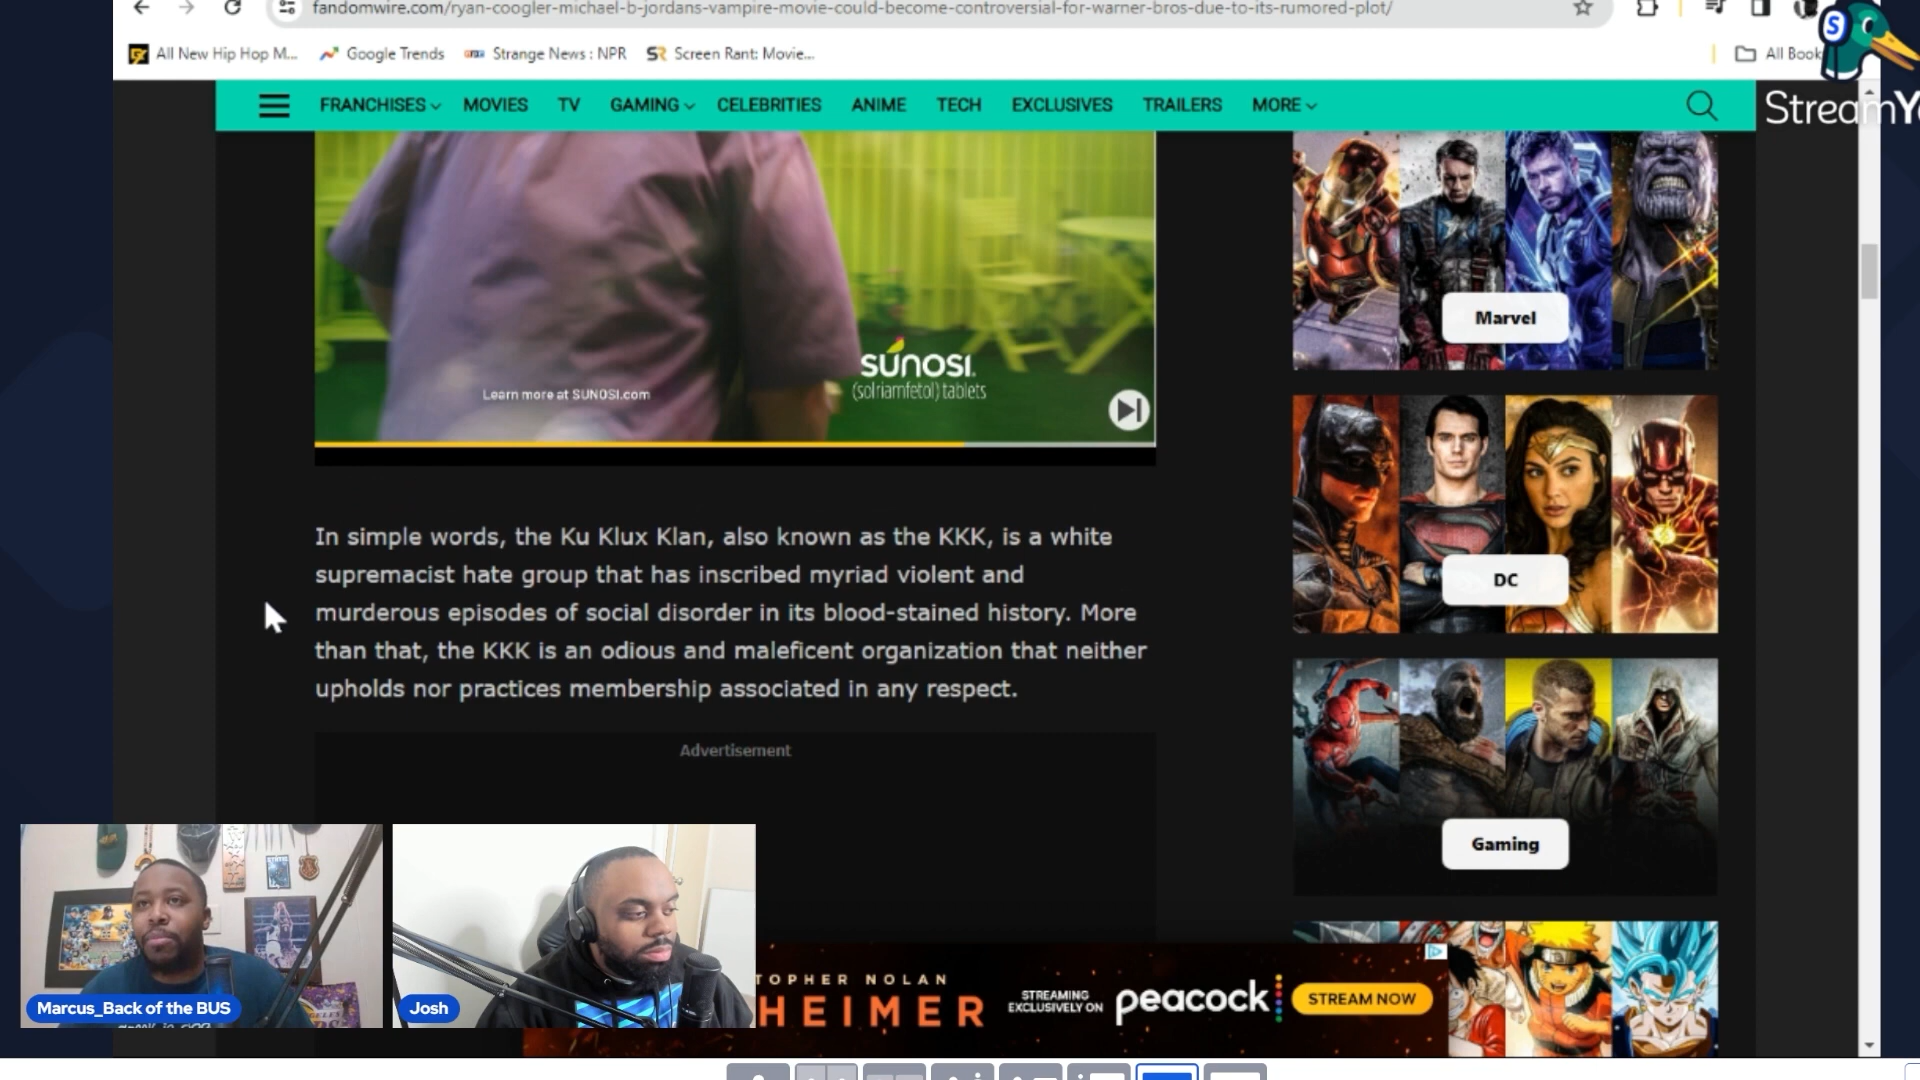 fandomwire.com/ryan-coogler-michael-b-jordans-vampire-movie-could-become-controversial-for-warner-bros-due-to-its-rumored-plot/
All New Hip Hop M... Google Trends Strange News : NPR Screen Rant: Movie... All Book
S
StreamY
FRANCHISES MOVIES TV GAMING CELEBRITIES ANIME TECH EXCLUSIVES TRAILERS MORE
SUNOSI
(solriamfetol) tablets
Learn more at SUNOSI.com
Marvel
DC
Gaming
In simple words, the Ku Klux Klan, also known as the KKK, is a white
supremacist hate group that has inscribed myriad violent and
murderous episodes of social disorder in its blood-stained history. More
than that, the KKK is an odious and maleficent organization that neither
upholds nor practices membership associated in any respect.
Advertisement
TOPHER NOLAN
HEIMER
STREAMING
EXCLUSIVELY ON
peacock
STREAM NOW
Marcus_Back of the BUS
Josh